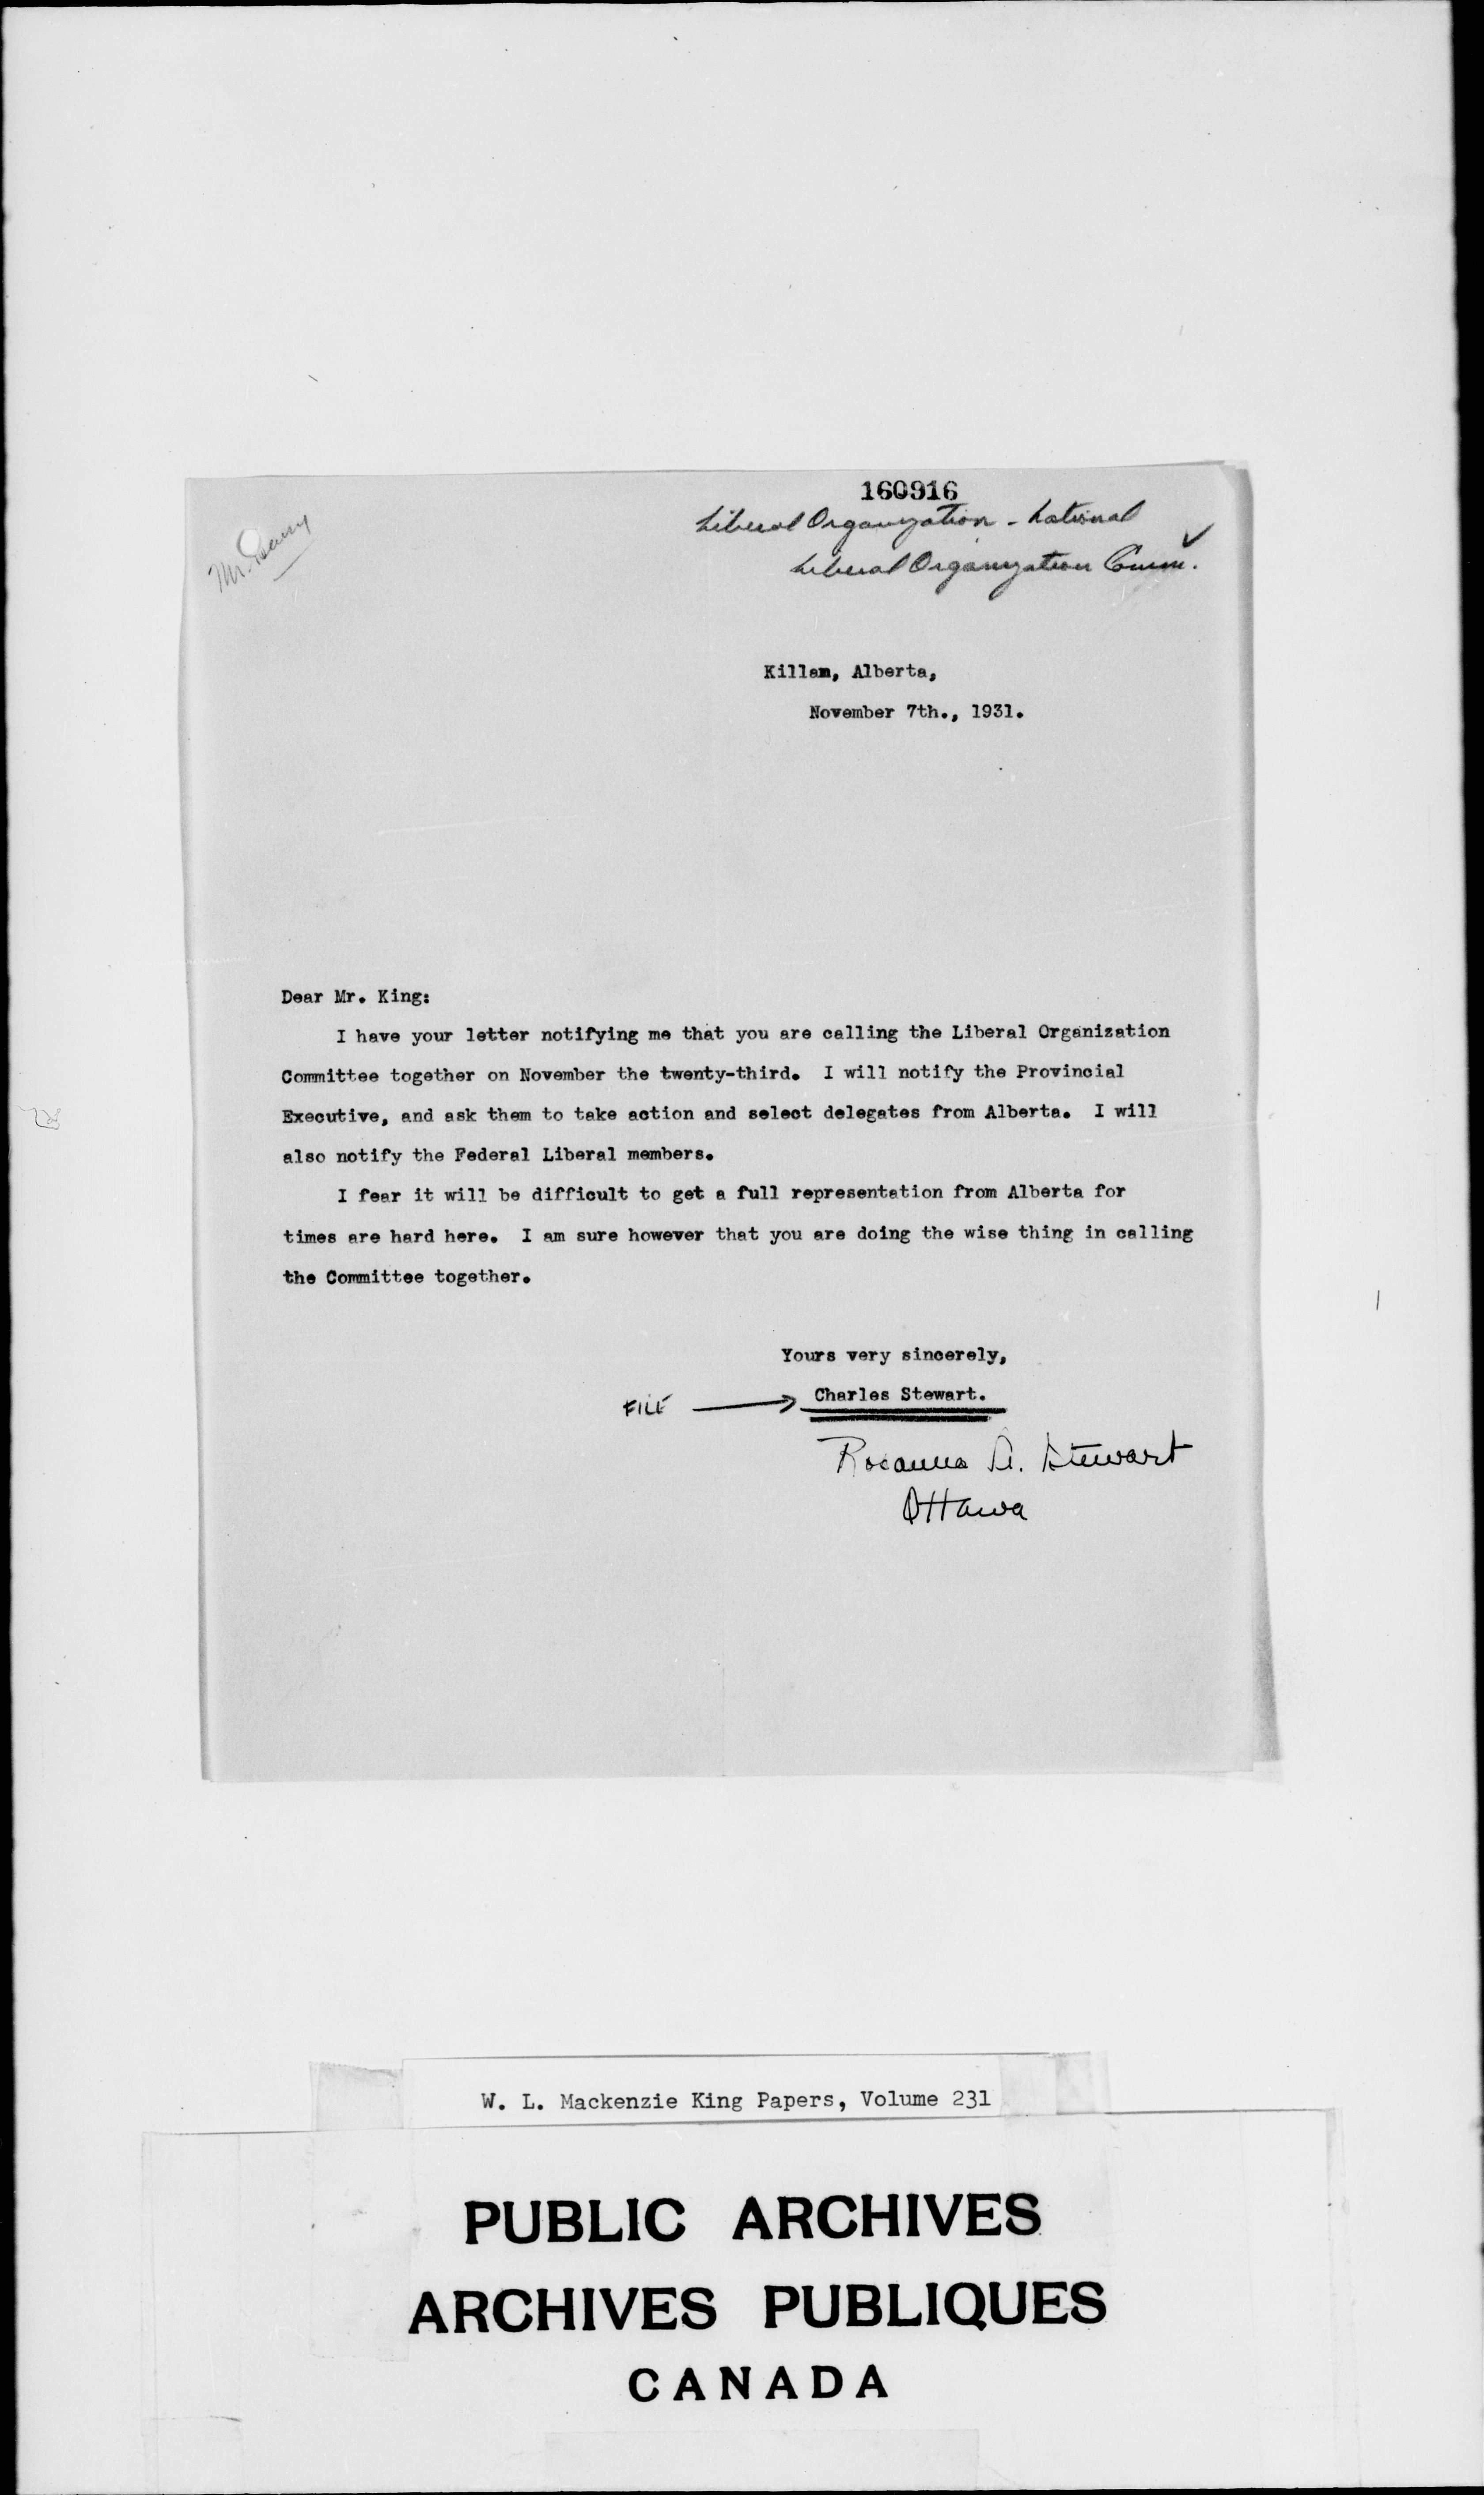 160916
Liberal Organization - National
Liberal Organization Comm.
Mr.
Killam, Alberta,
November 7th., 1931.
Dear Mr. King:
I have your letter notifying me that you are calling the Liberal Organization
Committee together on November the twenty-third. I will notify the Provincial
Executive, and ask them to take action and select delegates from Alberta. I will
also notify the Federal Liberal members.
I fear it will be difficult to get a full representation from Alberta for
times are hard here. I am sure however that you are doing the wise thing in calling
the Committee together.
Yours very sincerely,
FILE → Charles Stewart.
Rosanna A. Stewart
Ottawa
W. L. Mackenzie King Papers, Volume 231
PUBLIC ARCHIVES
ARCHIVES PUBLIQUES
CANADA